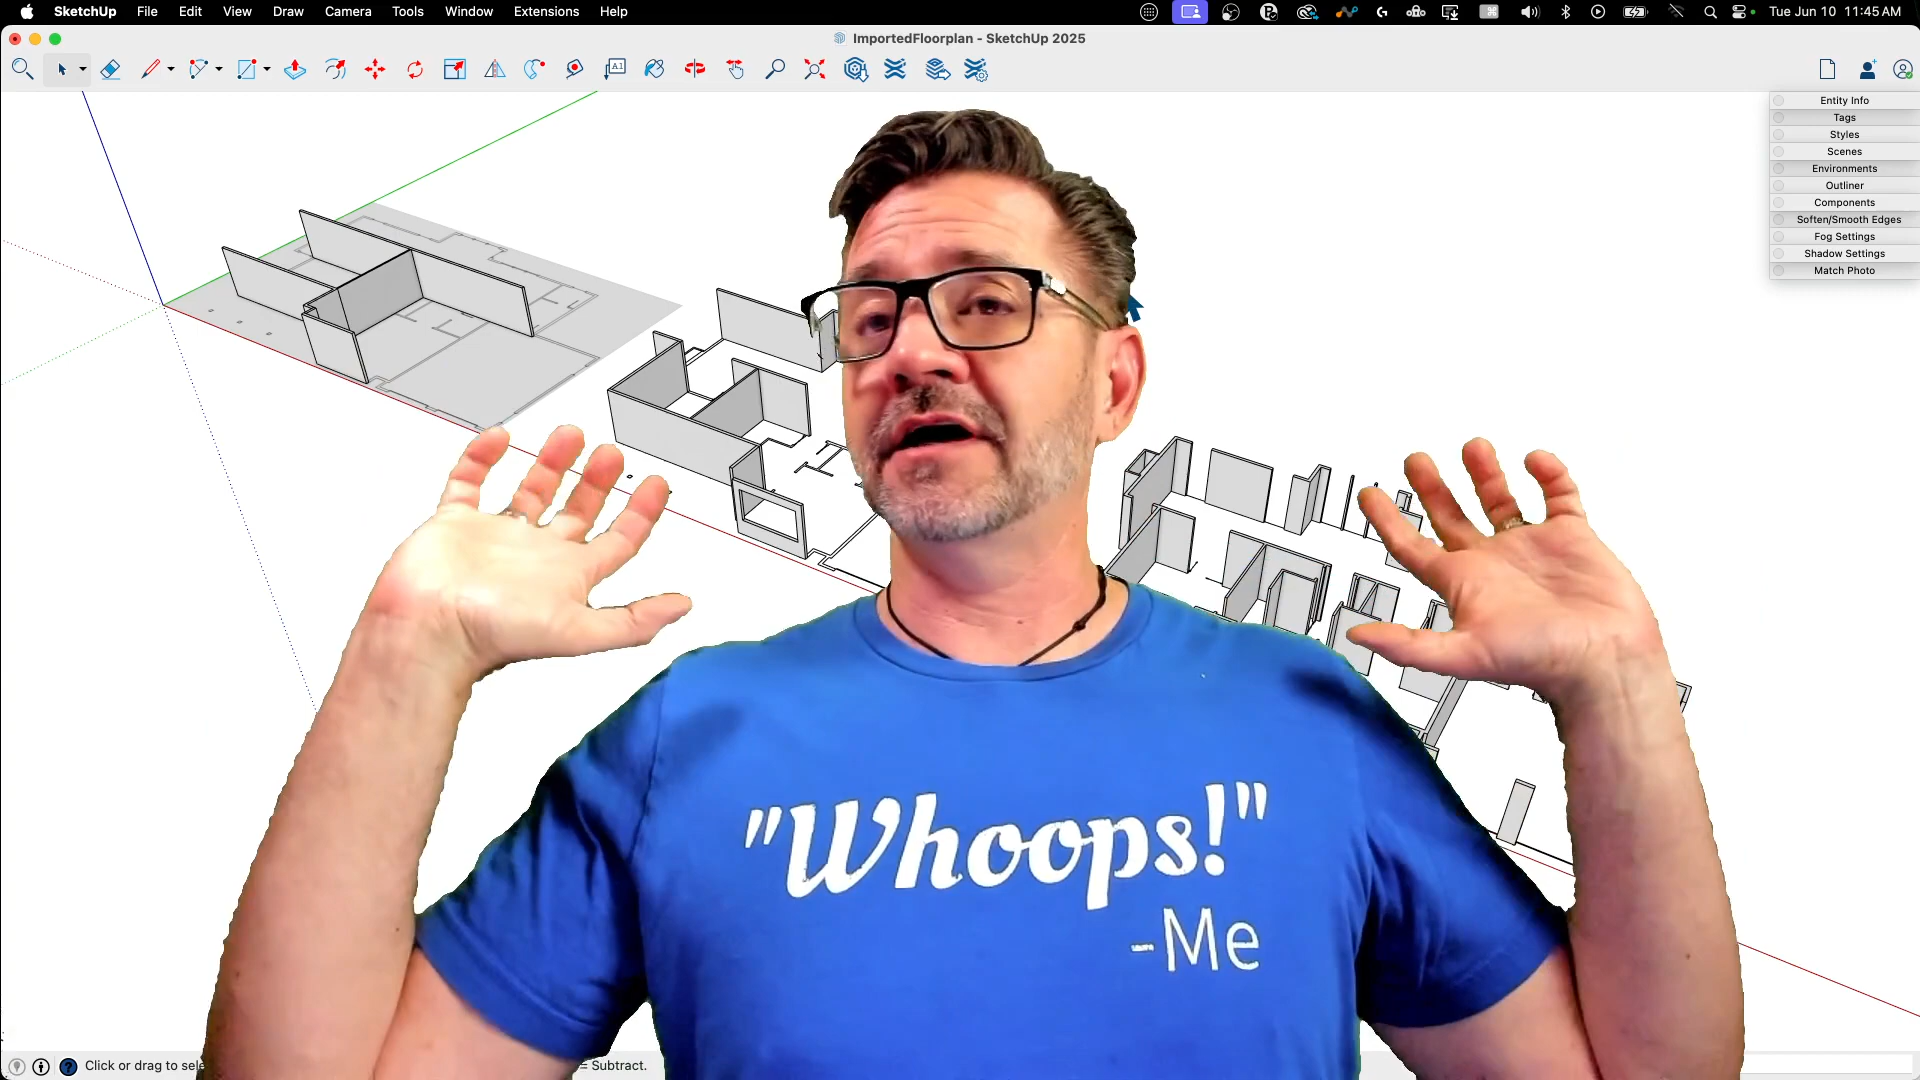 SketchUp File Edit View Draw Camera Tools Window Extensions Help Tue Jun 10 11:45 AM
ImportedFloorplan - SketchUp 2025
A1
Entity Info
Tags
Styles
Scenes
Environments
Outliner
Components
Soften/Smooth Edges
Fog Settings
Shadow Settings
Match Photo
"Whoops!"
-Me
Click or drag to sele
= Subtract.